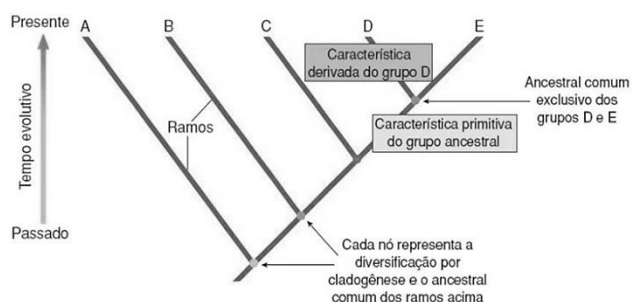 Presente
A
B
C
D
E
Característica
derivada do grupo D
Ancestral comum
exclusivo dos
grupos D e E
Ramos
Característica primitiva
do grupo ancestral
Tempo evolutivo
Passado
Cada nó representa a
diversificação por
cladogênese e o ancestral
comum dos ramos acima